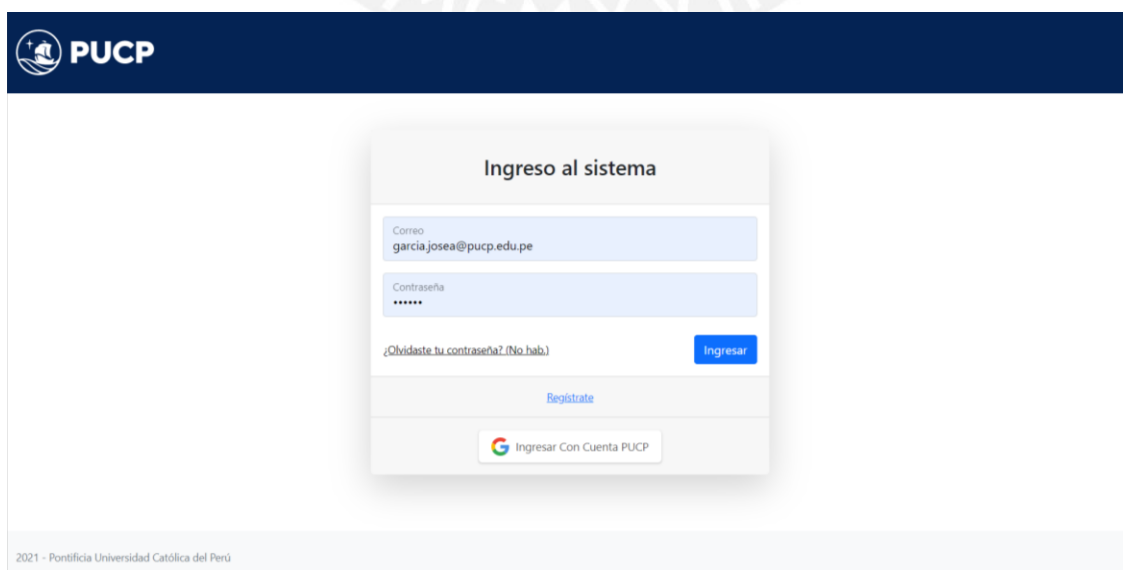 PUCP
Ingreso al sistema
Correo
garcia.josea@pucp.edu.pe
Contraseña
••••••
¿Olvidaste tu contraseña? (No hab.)
Ingresar
Regístrate
Ingresar Con Cuenta PUCP
2021 - Pontificia Universidad Católica del Perú